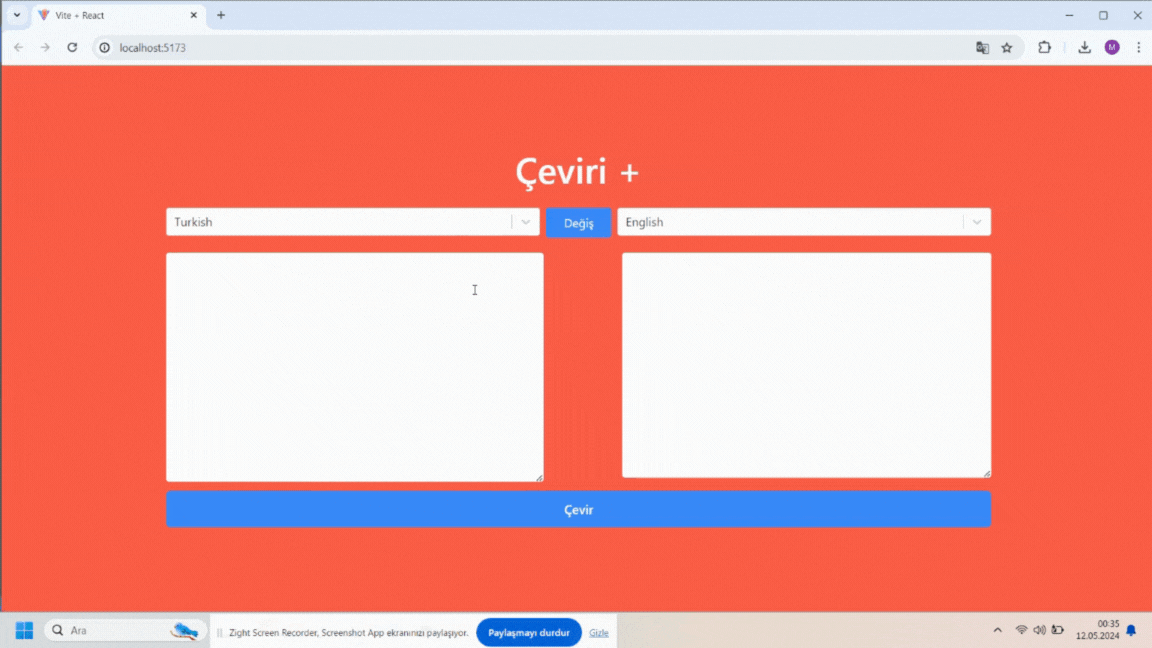 Vite + React
localhost:5173
M
Çeviri +
Turkish
Değiş
English
Çevir
Ara
Zight Screen Recorder, Screenshot App ekranınızı paylaşıyor.
Paylaşmayı durdur
Gizle
00:35
12.05.2024